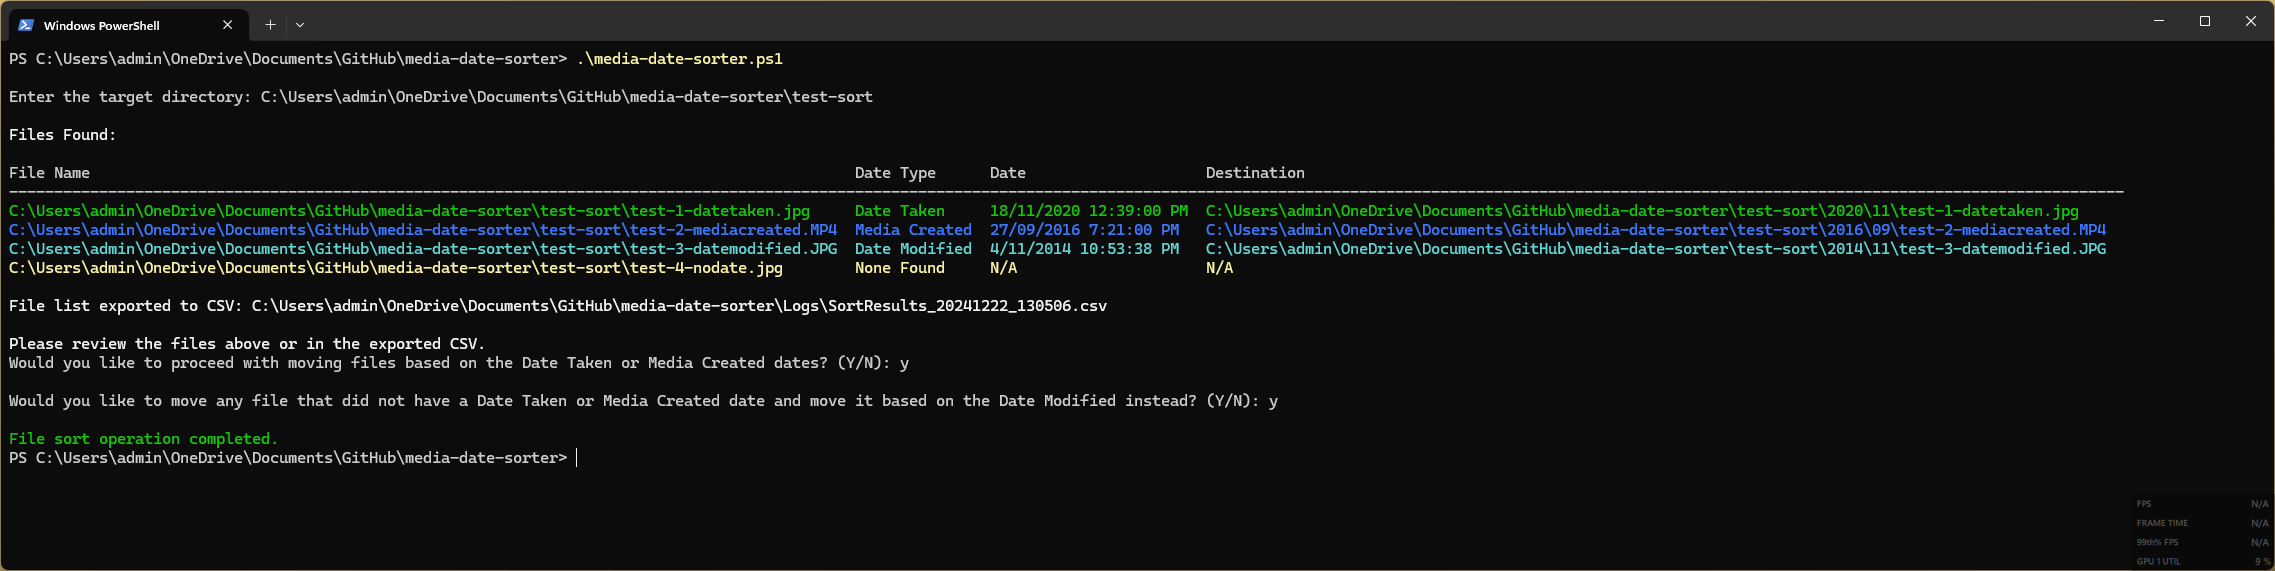 Windows PowerShell
PS C:\Users\admin\OneDrive\Documents\GitHub\media-date-sorter> .\media-date-sorter.ps1
Enter the target directory: C:\Users\admin\OneDrive\Documents\GitHub\media-date-sorter\test-sort
Files Found:
File Name Date Type Date Destination
C:\Users\admin\OneDrive\Documents\GitHub\media-date-sorter\test-sort\test-1-datetaken.jpg Date Taken 18/11/2020 12:39:00 PM C:\Users\admin\OneDrive\Documents\GitHub\media-date-sorter\test-sort\2020\11\test-1-datetaken.jpg
C:\Users\admin\OneDrive\Documents\GitHub\media-date-sorter\test-sort\test-2-mediacreated.MP4 Media Created 27/09/2016 7:21:00 PM C:\Users\admin\OneDrive\Documents\GitHub\media-date-sorter\test-sort\2016\09\test-2-mediacreated.MP4
C:\Users\admin\OneDrive\Documents\GitHub\media-date-sorter\test-sort\test-3-datemodified.JPG Date Modified 4/11/2014 10:53:38 PM C:\Users\admin\OneDrive\Documents\GitHub\media-date-sorter\test-sort\2014\11\test-3-datemodified.JPG
C:\Users\admin\OneDrive\Documents\GitHub\media-date-sorter\test-sort\test-4-nodate.jpg None Found N/A N/A
File list exported to CSV: C:\Users\admin\OneDrive\Documents\GitHub\media-date-sorter\Logs\SortResults_20241222_130506.csv
Please review the files above or in the exported CSV.
Would you like to proceed with moving files based on the Date Taken or Media Created dates? (Y/N): y
Would you like to move any file that did not have a Date Taken or Media Created date and move it based on the Date Modified instead? (Y/N): y
File sort operation completed.
PS C:\Users\admin\OneDrive\Documents\GitHub\media-date-sorter>
FPS N/A
FRAME TIME N/A
99th% FPS N/A
GPU 1 UTIL 9 %